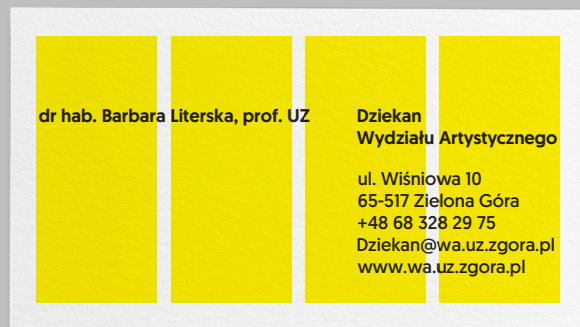 dr hab. Barbara Literska, prof. UZ
Dziekan
Wydziału Artystycznego
ul. Wiśniowa 10
65-517 Zielona Góra
+48 68 328 29 75
Dziekan@wa.uz.zgora.pl
www.wa.uz.zgora.pl